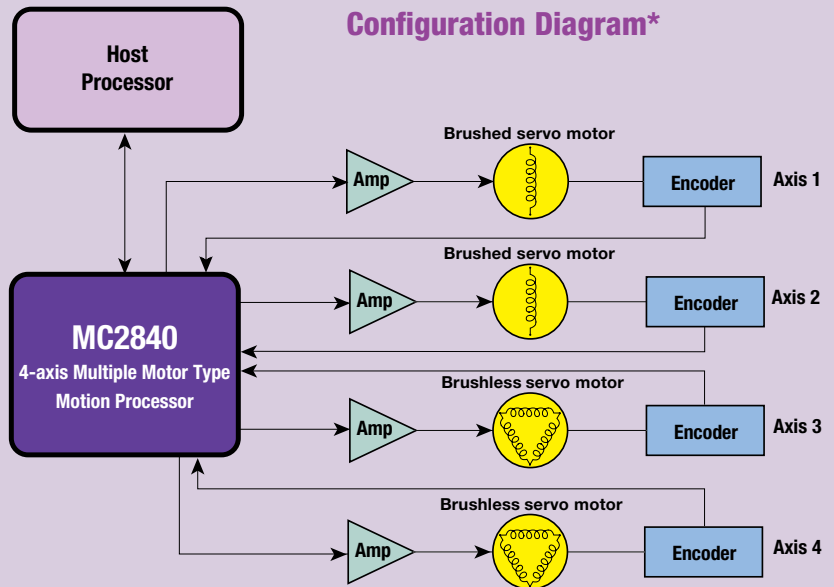 Configuration Diagram*
Host
Processor
Brushed servo motor
Amp
Encoder
Axis 1
Brushed servo motor
Amp
Encoder
Axis 2
MC2840
4-axis Multiple Motor Type
Motion Processor
Brushless servo motor
Amp
Encoder
Axis 3
Brushless servo motor
Amp
Encoder
Axis 4